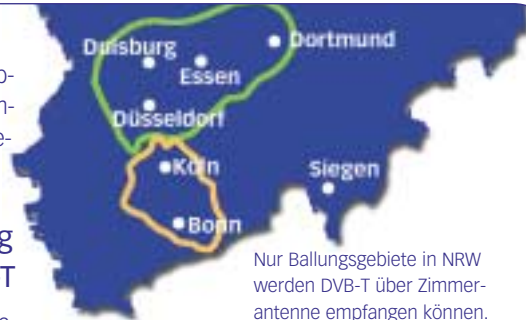 Duisburg
Dortmund
Essen
Düsseldorf
Köln
Siegen
Bonn
Nur Ballungsgebiete in NRW
werden DVB-T über Zimmer-
antenne empfangen können.